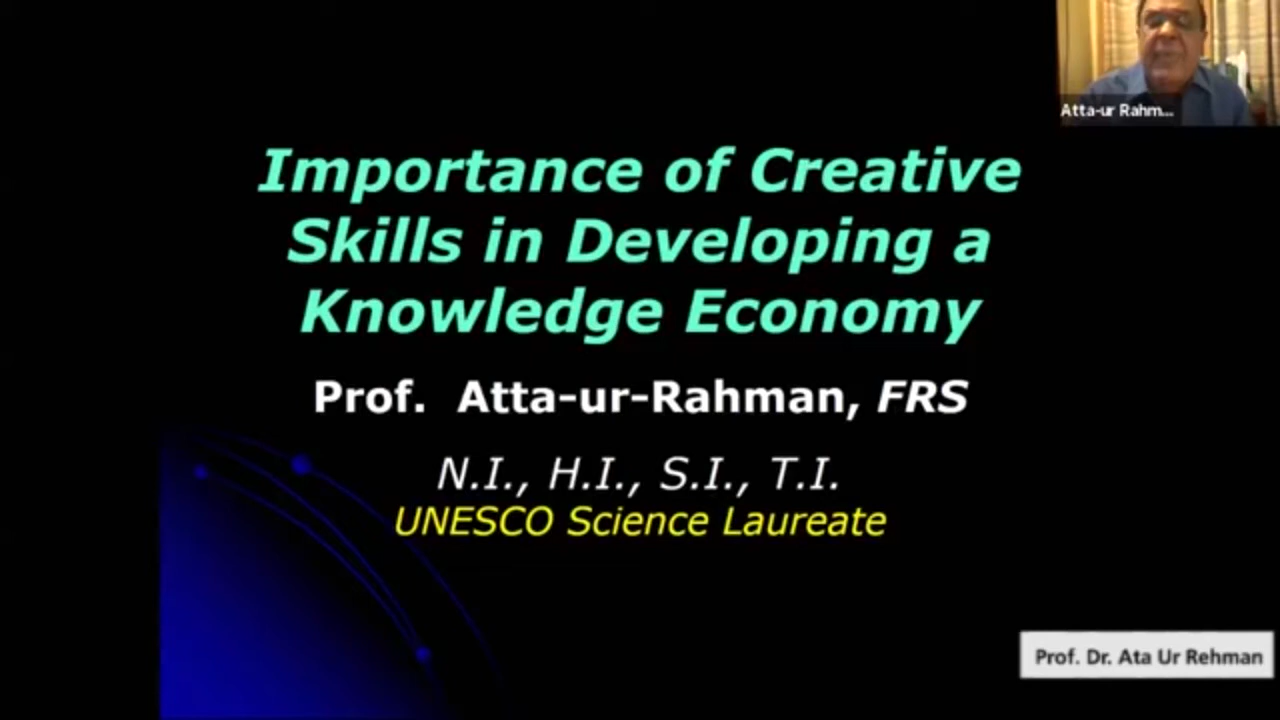 Atta-ur Rahm...
Importance of Creative
Skills in Developing a
Knowledge Economy
Prof. Atta-ur-Rahman, FRS
N.I., H.I., S.I., T.I.
UNESCO Science Laureate
Prof. Dr. Ata Ur Rehman